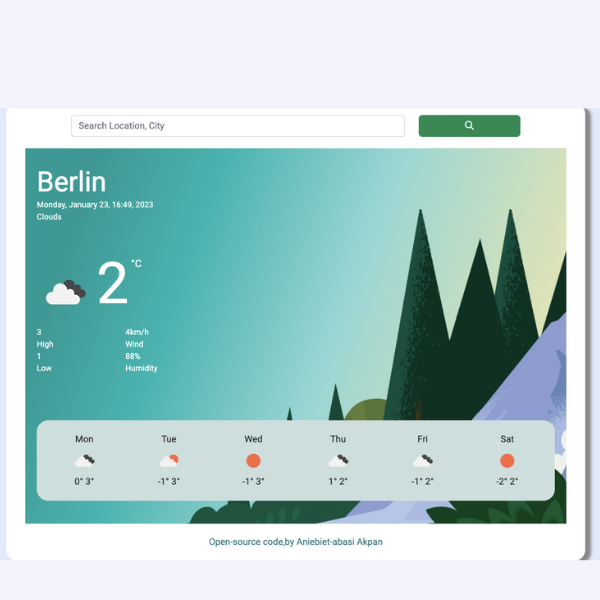 Search Location, City
Berlin
Monday, January 23, 16:49, 2023
Clouds
2 °C
3 4km/h
High Wind
1 88%
Low Humidity
Mon Tue Wed Thu Fri Sat
0° 3° -1° 3° -1° 3° 1° 2° -1° 2° -2° 2°
Open-source code,by Aniebiet-abasi Akpan